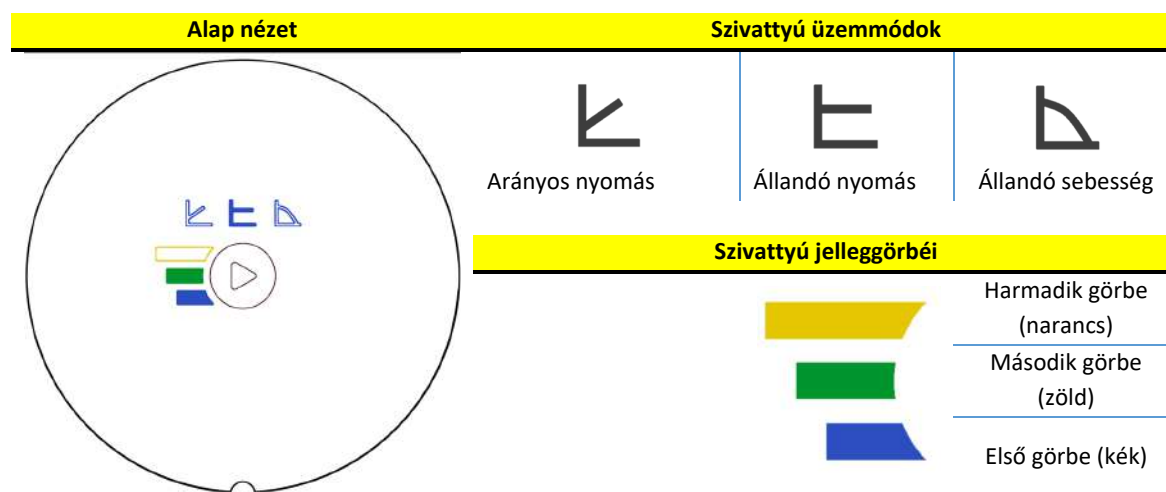 Alap nézet
Szivattyú üzemmódok
Arányos nyomás
Állandó nyomás
Állandó sebesség
Szivattyú jelleggörbéi
Harmadik görbe
(narancs)
Második görbe
(zöld)
Első görbe (kék)